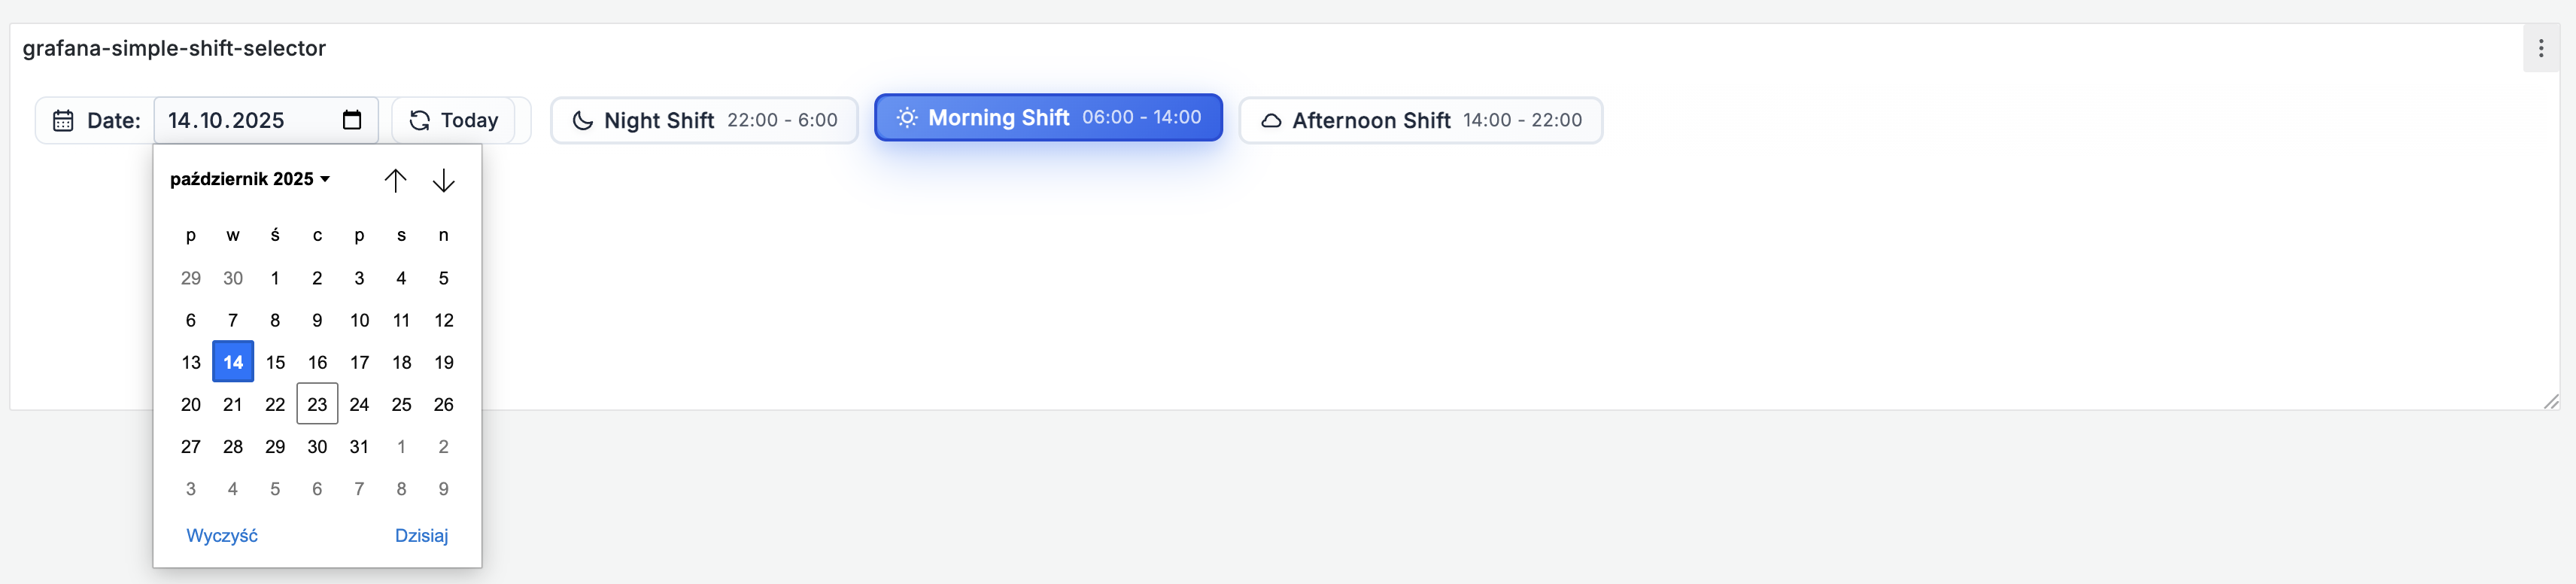 grafana-simple-shift-selector
Date: 14.10.2025 Today Night Shift 22:00 - 6:00 Morning Shift 06:00 - 14:00 Afternoon Shift 14:00 - 22:00
październik 2025
p w ś c p s n
29 30 1 2 3 4 5
6 7 8 9 10 11 12
13 14 15 16 17 18 19
20 21 22 23 24 25 26
27 28 29 30 31 1 2
3 4 5 6 7 8 9
Wyczyść Dzisiaj